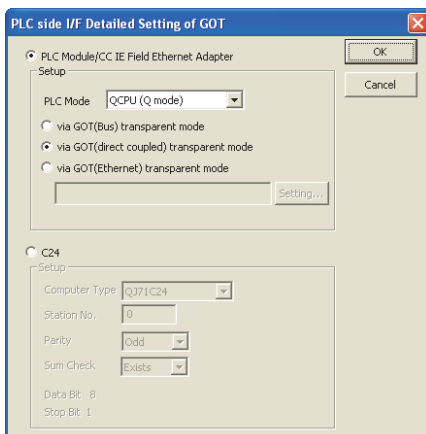 PLC side I/F Detailed Setting of GOT
PLC Module/CC IE Field Ethernet Adapter
OK
Cancel
Setup
PLC Mode QCPU (Q mode)
via GOT(Bus) transparent mode
via GOT(direct coupled) transparent mode
via GOT(Ethernet) transparent mode
Setting...
C24
Setup
Computer Type QJ71C24
Station No. 0
Parity Odd
Sum Check Exists
Data Bit 8
Stop Bit 1